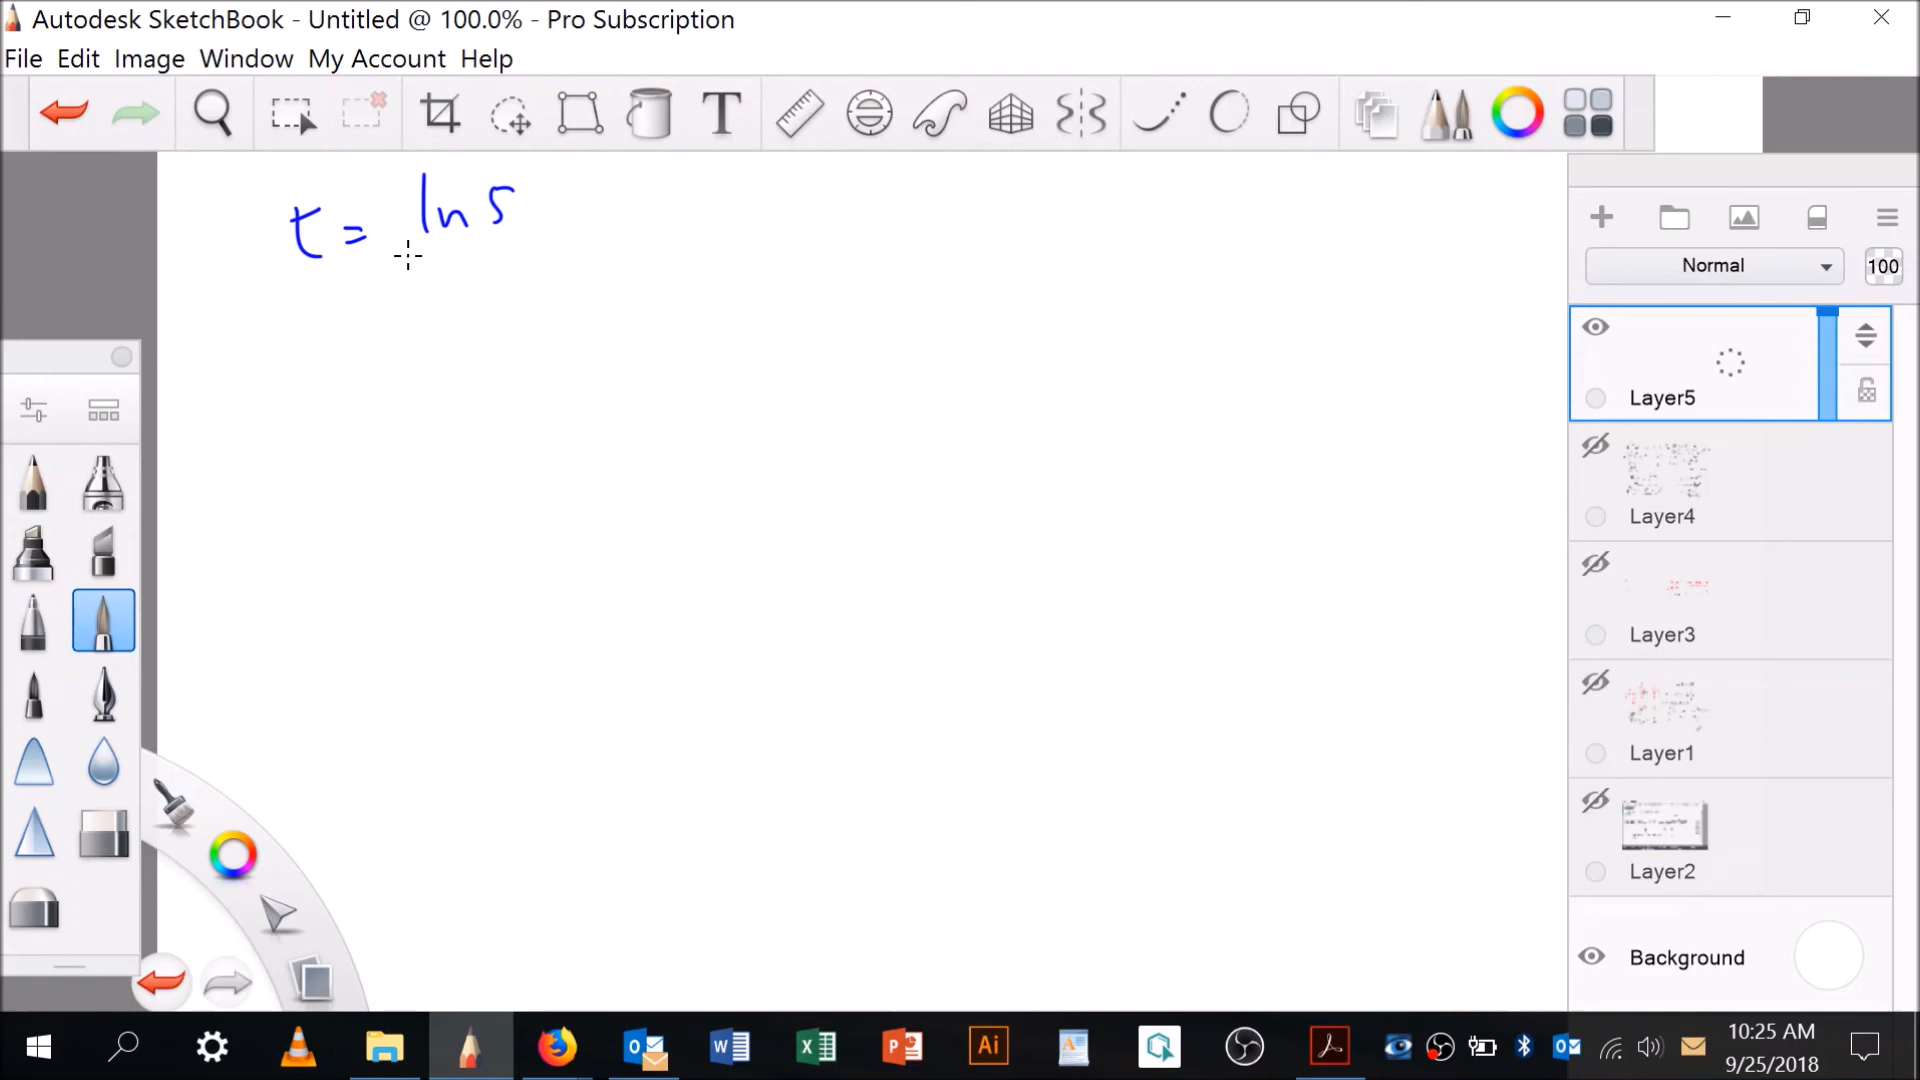 Autodesk SketchBook - Untitled @ 100.0% - Pro Subscription
File Edit Image Window My Account Help
T
t = ln 5
Normal
100
Layer5
Layer4
Layer3
Layer1
Layer2
Background
W
X
P
Ai
A
10:25 AM
9/25/2018